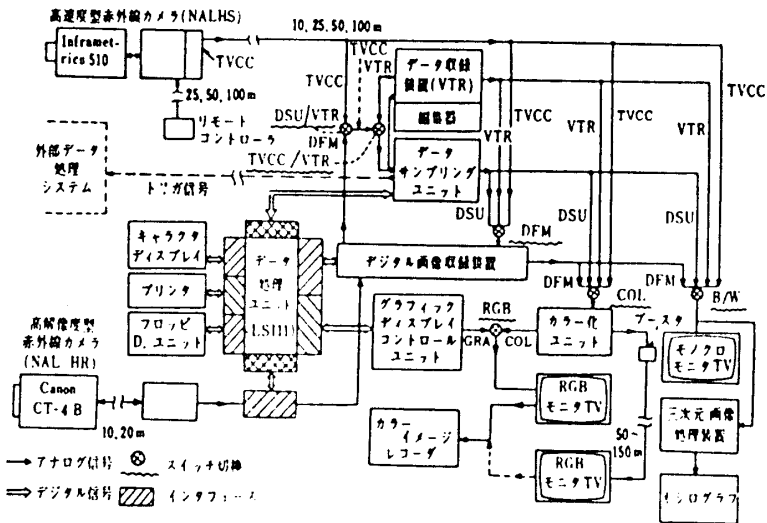 高速度型赤外線カメラ(NALHS)
10, 25, 50, 100m
Inframet-
rics 510
TVCC
TVCC
VTR
データ収録
装置(VTR)
編集器
TVCC
TVCC
TVCC
VTR
VTR
VTR
25, 50, 100m
リモート
コントローラ
DSU/VTR
DFM
TVCC/VTR
外部データ
処理
システム
トリガ信号
データ
サンプリング
ユニット
DSU
DSU
DSU
DFM
キャラクタ
ディスプレイ
プリンタ
フロッピ
D.ユニット
データ
処理
ユニット
(LSI11)
デジタル画像収録装置
DFM
DFM
グラフィック
ディスプレイ
コントロール
ユニット
RGB
GRA
COL
カラー化
ユニット
COL
ブースタ
B/W
モノクロ
モニタTV
高解像度型
赤外線カメラ
(NAL HR)
Canon
CT-4B
10, 20m
RGB
モニタTV
カラー
イメージ
レコーダ
50~
150m
三次元画像
処理装置
RGB
モニタTV
アナログ信号
スイッチ切換
デジタル信号
インタフェース